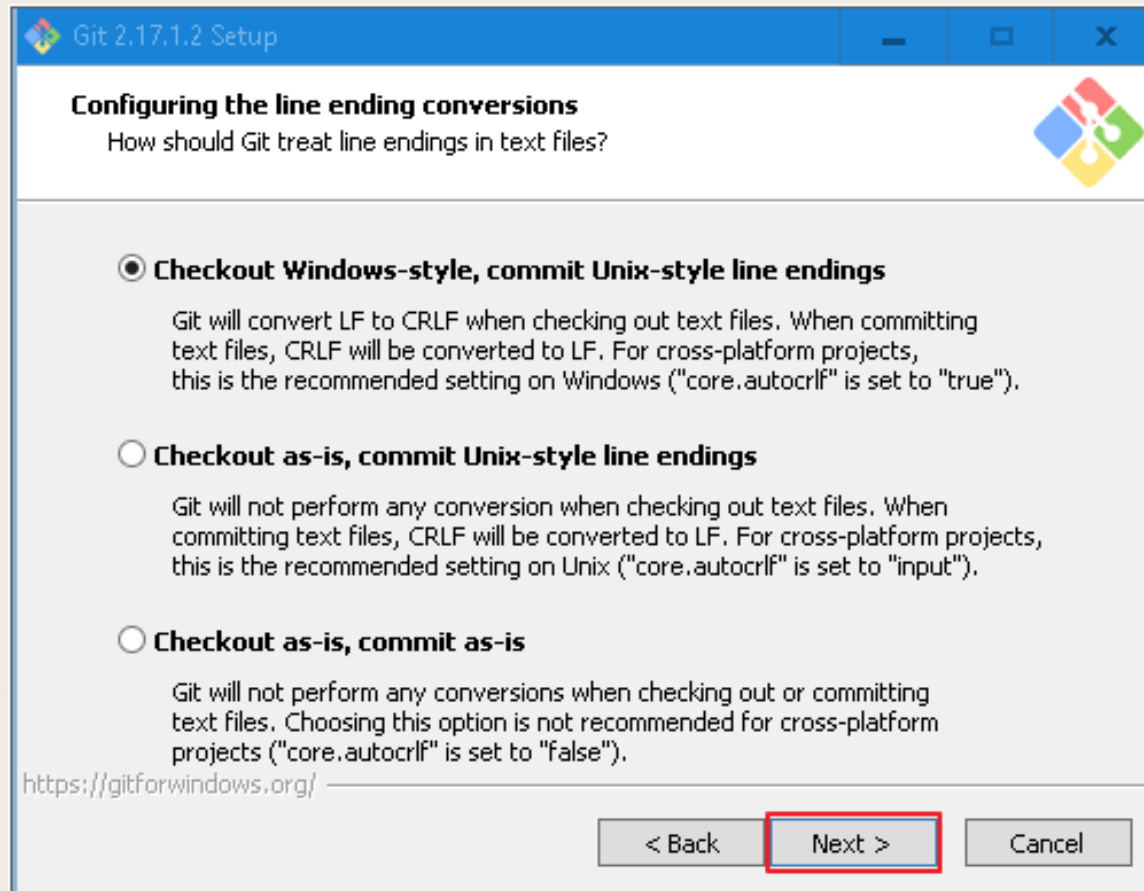 Git 2.17.1.2 Setup
Configuring the line ending conversions
How should Git treat line endings in text files?
Checkout Windows-style, commit Unix-style line endings
Git will convert LF to CRLF when checking out text files. When committing
text files, CRLF will be converted to LF. For cross-platform projects,
this is the recommended setting on Windows ("core.autocrlf" is set to "true").
Checkout as-is, commit Unix-style line endings
Git will not perform any conversion when checking out text files. When
committing text files, CRLF will be converted to LF. For cross-platform projects,
this is the recommended setting on Unix ("core.autocrlf" is set to "input").
Checkout as-is, commit as-is
Git will not perform any conversions when checking out or committing
text files. Choosing this option is not recommended for cross-platform
projects ("core.autocrlf" is set to "false").
https://gitforwindows.org/
< Back Next > Cancel